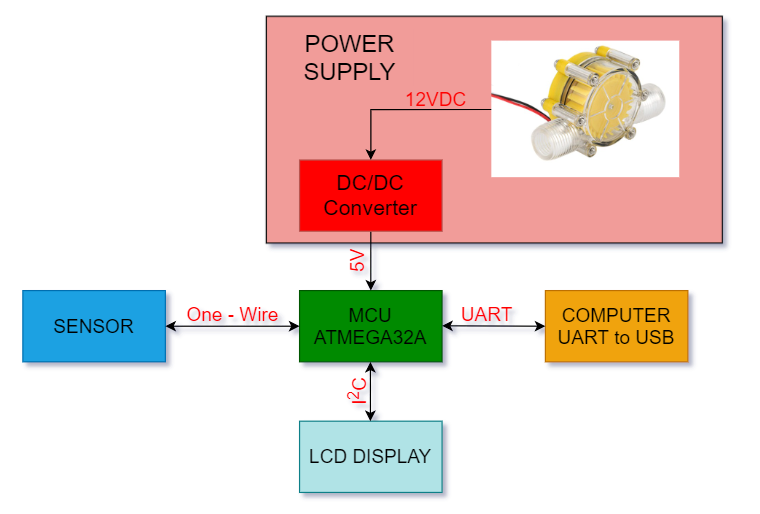 POWER
SUPPLY
12VDC
DC/DC
Converter
5V
SENSOR
One - Wire
MCU
ATMEGA32A
UART
COMPUTER
UART to USB
I²C
LCD DISPLAY